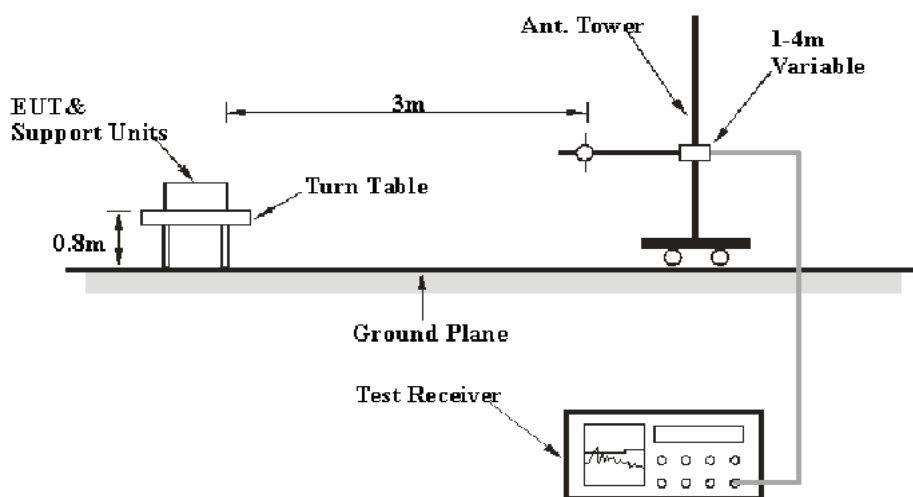 Ant. Tower
1-4m
Variable
3m
EUT&
Support Units
Turn Table
0.8m
Ground Plane
Test Receiver